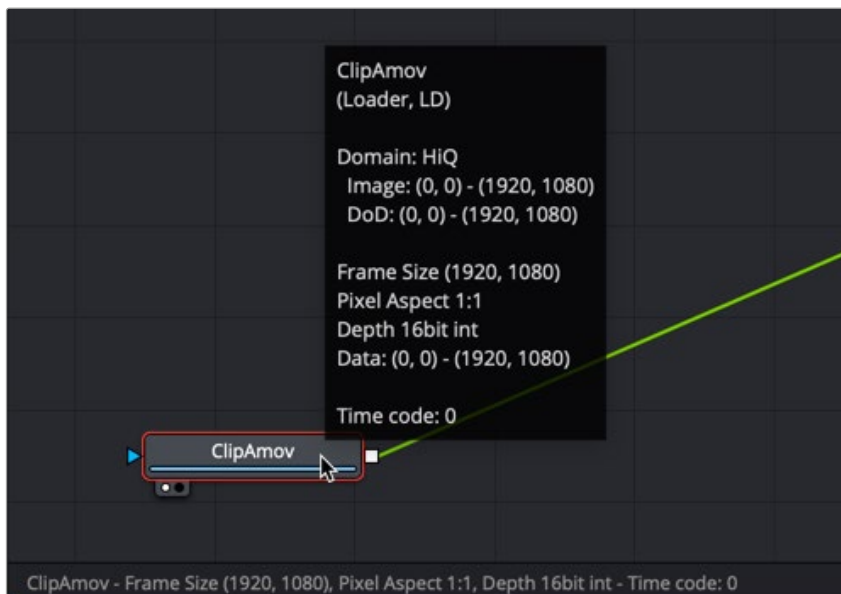 ClipAmov
(Loader, LD)
Domain: HiQ
Image: (0, 0) - (1920, 1080)
DoD: (0, 0) - (1920, 1080)
Frame Size (1920, 1080)
Pixel Aspect 1:1
Depth 16bit int
Data: (0, 0) - (1920, 1080)
Time code: 0
ClipAmov
ClipAmov - Frame Size (1920, 1080), Pixel Aspect 1:1, Depth 16bit int - Time code: 0